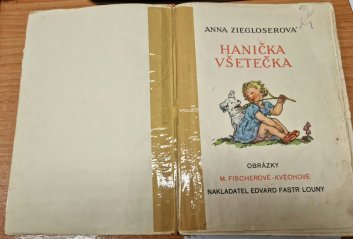 ANNA ZIEGLOSEROVÁ
HANIČKA
VŠETEČKA
OBRÁZKY
M. FISCHEROVÉ-KVĚCHOVÉ
NAKLADATEL EDVARD FASTR LOUNY